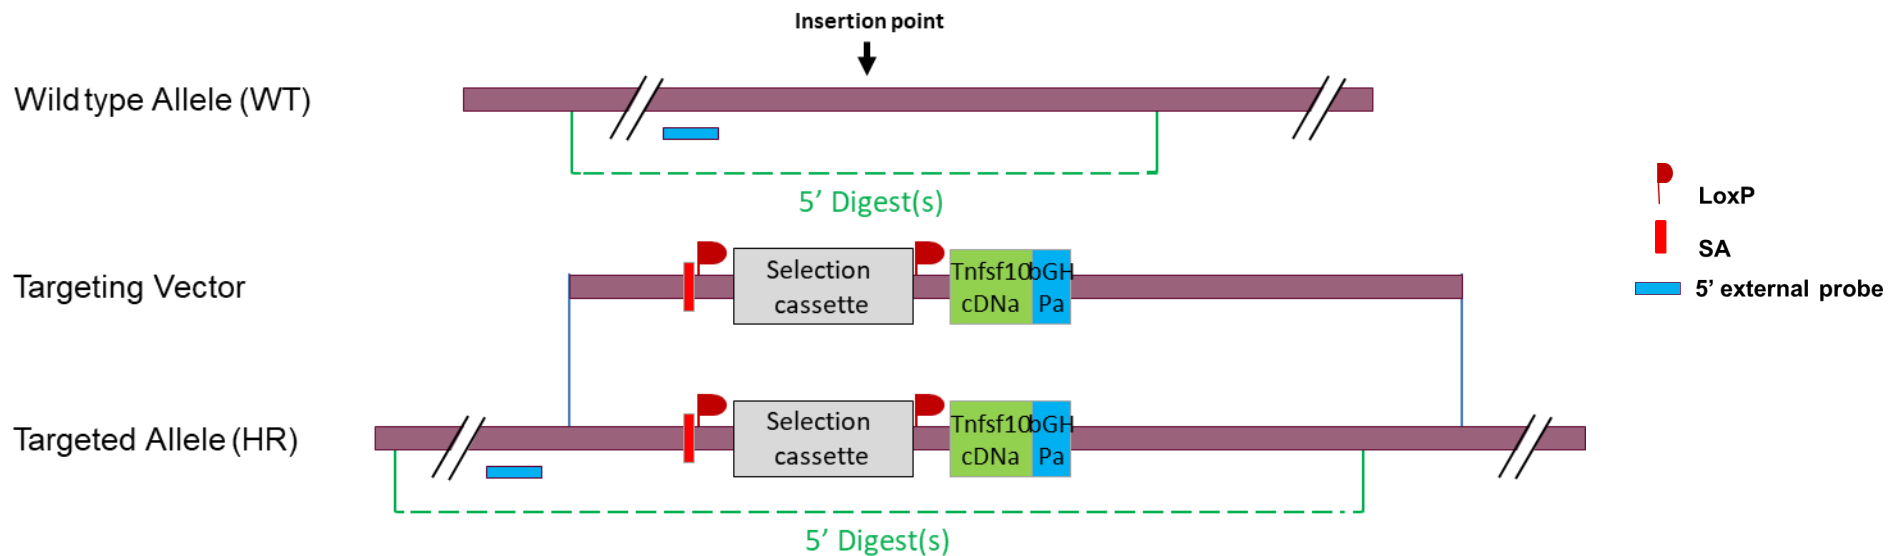 Insertion point
Wild type Allele (WT)
5’ Digest(s)
LoxP
SA
5’ external probe
Targeting Vector
Selection
cassette
Tnfsf10
cDNa
bGH
Pa
Targeted Allele (HR)
Selection
cassette
Tnfsf10
cDNa
bGH
Pa
5’ Digest(s)